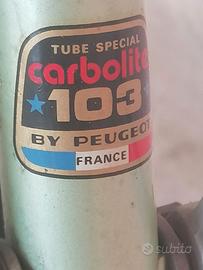 TUBE SPECIAL
carbolite
103
BY PEUGEOT
FRANCE
subito